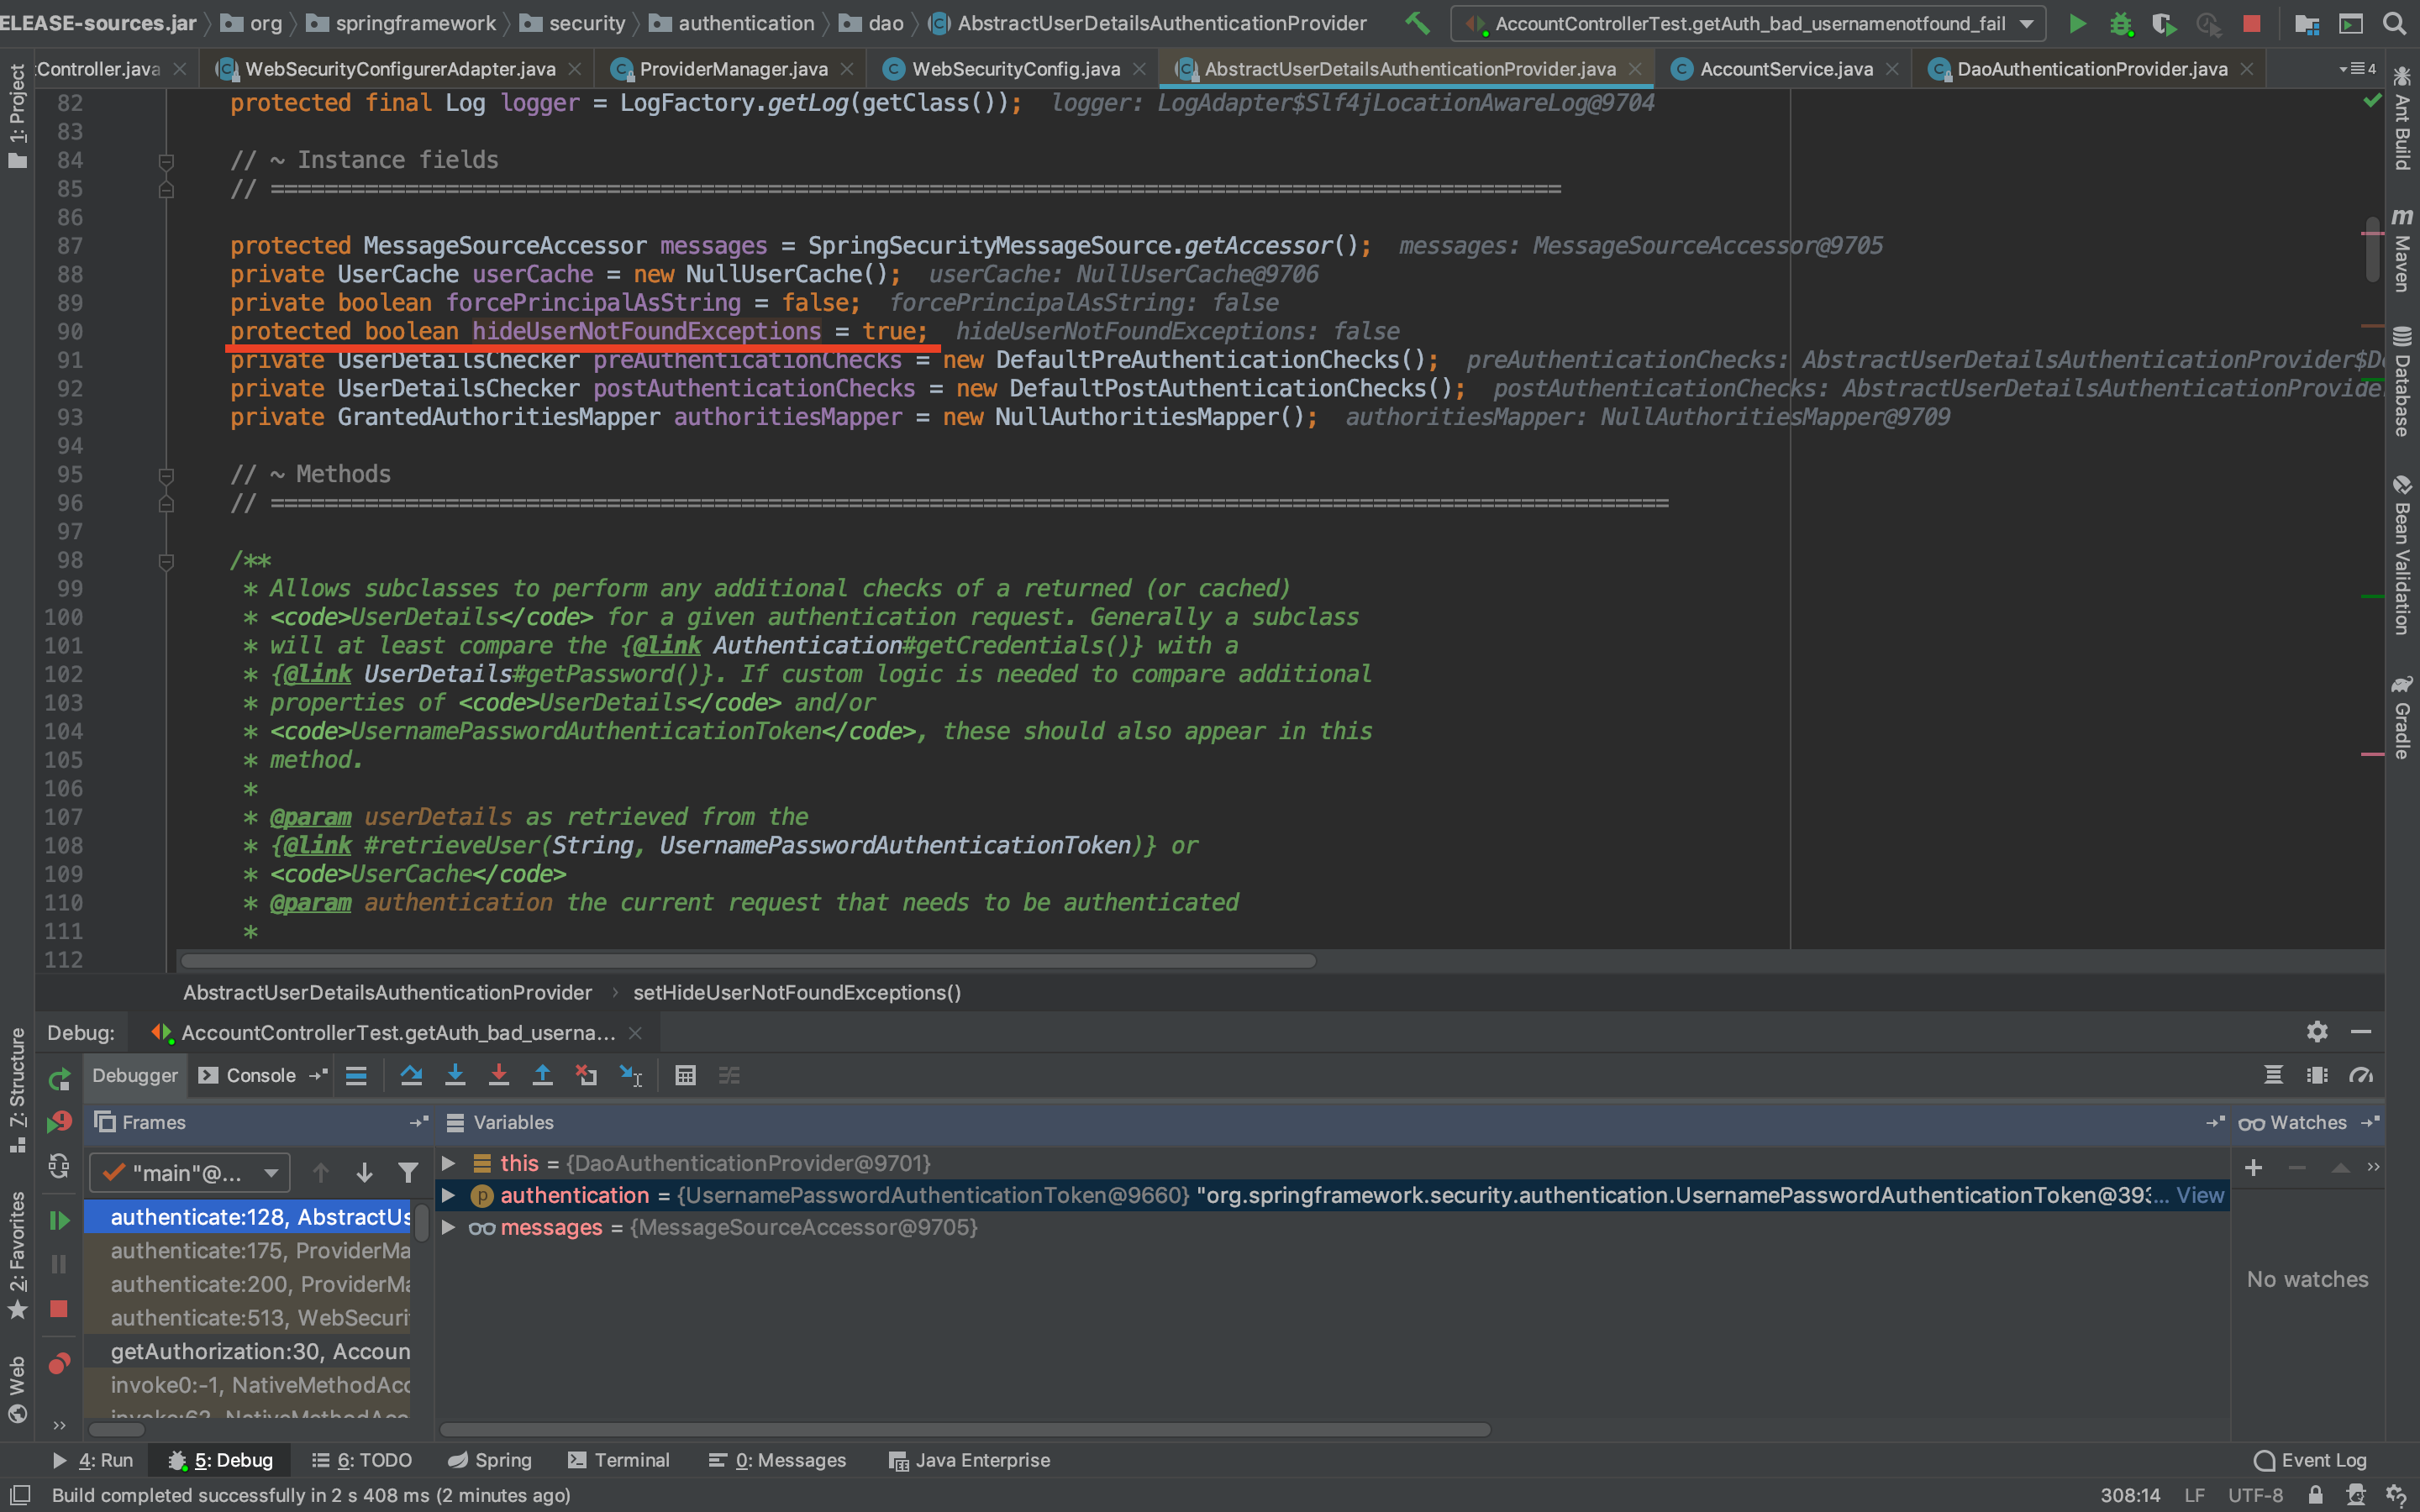 ELEASE-sources.jar org springframework security authentication dao AbstractUserDetailsAuthenticationProvider AccountControllerTest.getAuth_bad_usernamenotfound_fail
Controller.java WebSecurityConfigurerAdapter.java ProviderManager.java WebSecurityConfig.java AbstractUserDetailsAuthenticationProvider.java AccountService.java DaoAuthenticationProvider.java 4
82 protected final Log logger = LogFactory.getLog(getClass()); logger: LogAdapter$Slf4jLocationAwareLog@9704
83
84 // ~ Instance fields
85 // ================================================================================================
86
87 protected MessageSourceAccessor messages = SpringSecurityMessageSource.getAccessor(); messages: MessageSourceAccessor@9705
88 private UserCache userCache = new NullUserCache(); userCache: NullUserCache@9706
89 private boolean forcePrincipalAsString = false; forcePrincipalAsString: false
90 protected boolean hideUserNotFoundExceptions = true; hideUserNotFoundExceptions: false
91 private UserDetailsChecker preAuthenticationChecks = new DefaultPreAuthenticationChecks(); preAuthenticationChecks: AbstractUserDetailsAuthenticationProvider$D
92 private UserDetailsChecker postAuthenticationChecks = new DefaultPostAuthenticationChecks(); postAuthenticationChecks: AbstractUserDetailsAuthenticationProvider
93 private GrantedAuthoritiesMapper authoritiesMapper = new NullAuthoritiesMapper(); authoritiesMapper: NullAuthoritiesMapper@9709
94
95 // ~ Methods
96 // ========================================================================================================
97
98 /**
99 * Allows subclasses to perform any additional checks of a returned (or cached)
100 * <code>UserDetails</code> for a given authentication request. Generally a subclass
101 * will at least compare the {@link Authentication#getCredentials()} with a
102 * {@link UserDetails#getPassword()}. If custom logic is needed to compare additional
103 * properties of <code>UserDetails</code> and/or
104 * <code>UsernamePasswordAuthenticationToken</code>, these should also appear in this
105 * method.
106 *
107 * @param userDetails as retrieved from the
108 * {@link #retrieveUser(String, UsernamePasswordAuthenticationToken)} or
109 * <code>UserCache</code>
110 * @param authentication the current request that needs to be authenticated
111 *
112
AbstractUserDetailsAuthenticationProvider › setHideUserNotFoundExceptions()
Debug: AccountControllerTest.getAuth_bad_userna...
Debugger Console
Frames Variables Watches
"main"@...
this = {DaoAuthenticationProvider@9701}
authentication = {UsernamePasswordAuthenticationToken@9660} "org.springframework.security.authentication.UsernamePasswordAuthenticationToken@393... View
messages = {MessageSourceAccessor@9705}
authenticate:128, AbstractUs
authenticate:175, ProviderMa
authenticate:200, ProviderMa
authenticate:513, WebSecurit
getAuthorization:30, Accoun
invoke0:-1, NativeMethodAcc
invoke:62, NativeMethodAcce
No watches
1: Project
Z: Structure
2: Favorites
Web
Ant Build
Maven
Database
Bean Validation
Gradle
4: Run 5: Debug 6: TODO Spring Terminal 0: Messages Java Enterprise Event Log
Build completed successfully in 2 s 408 ms (2 minutes ago) 308:14 LF UTF-8